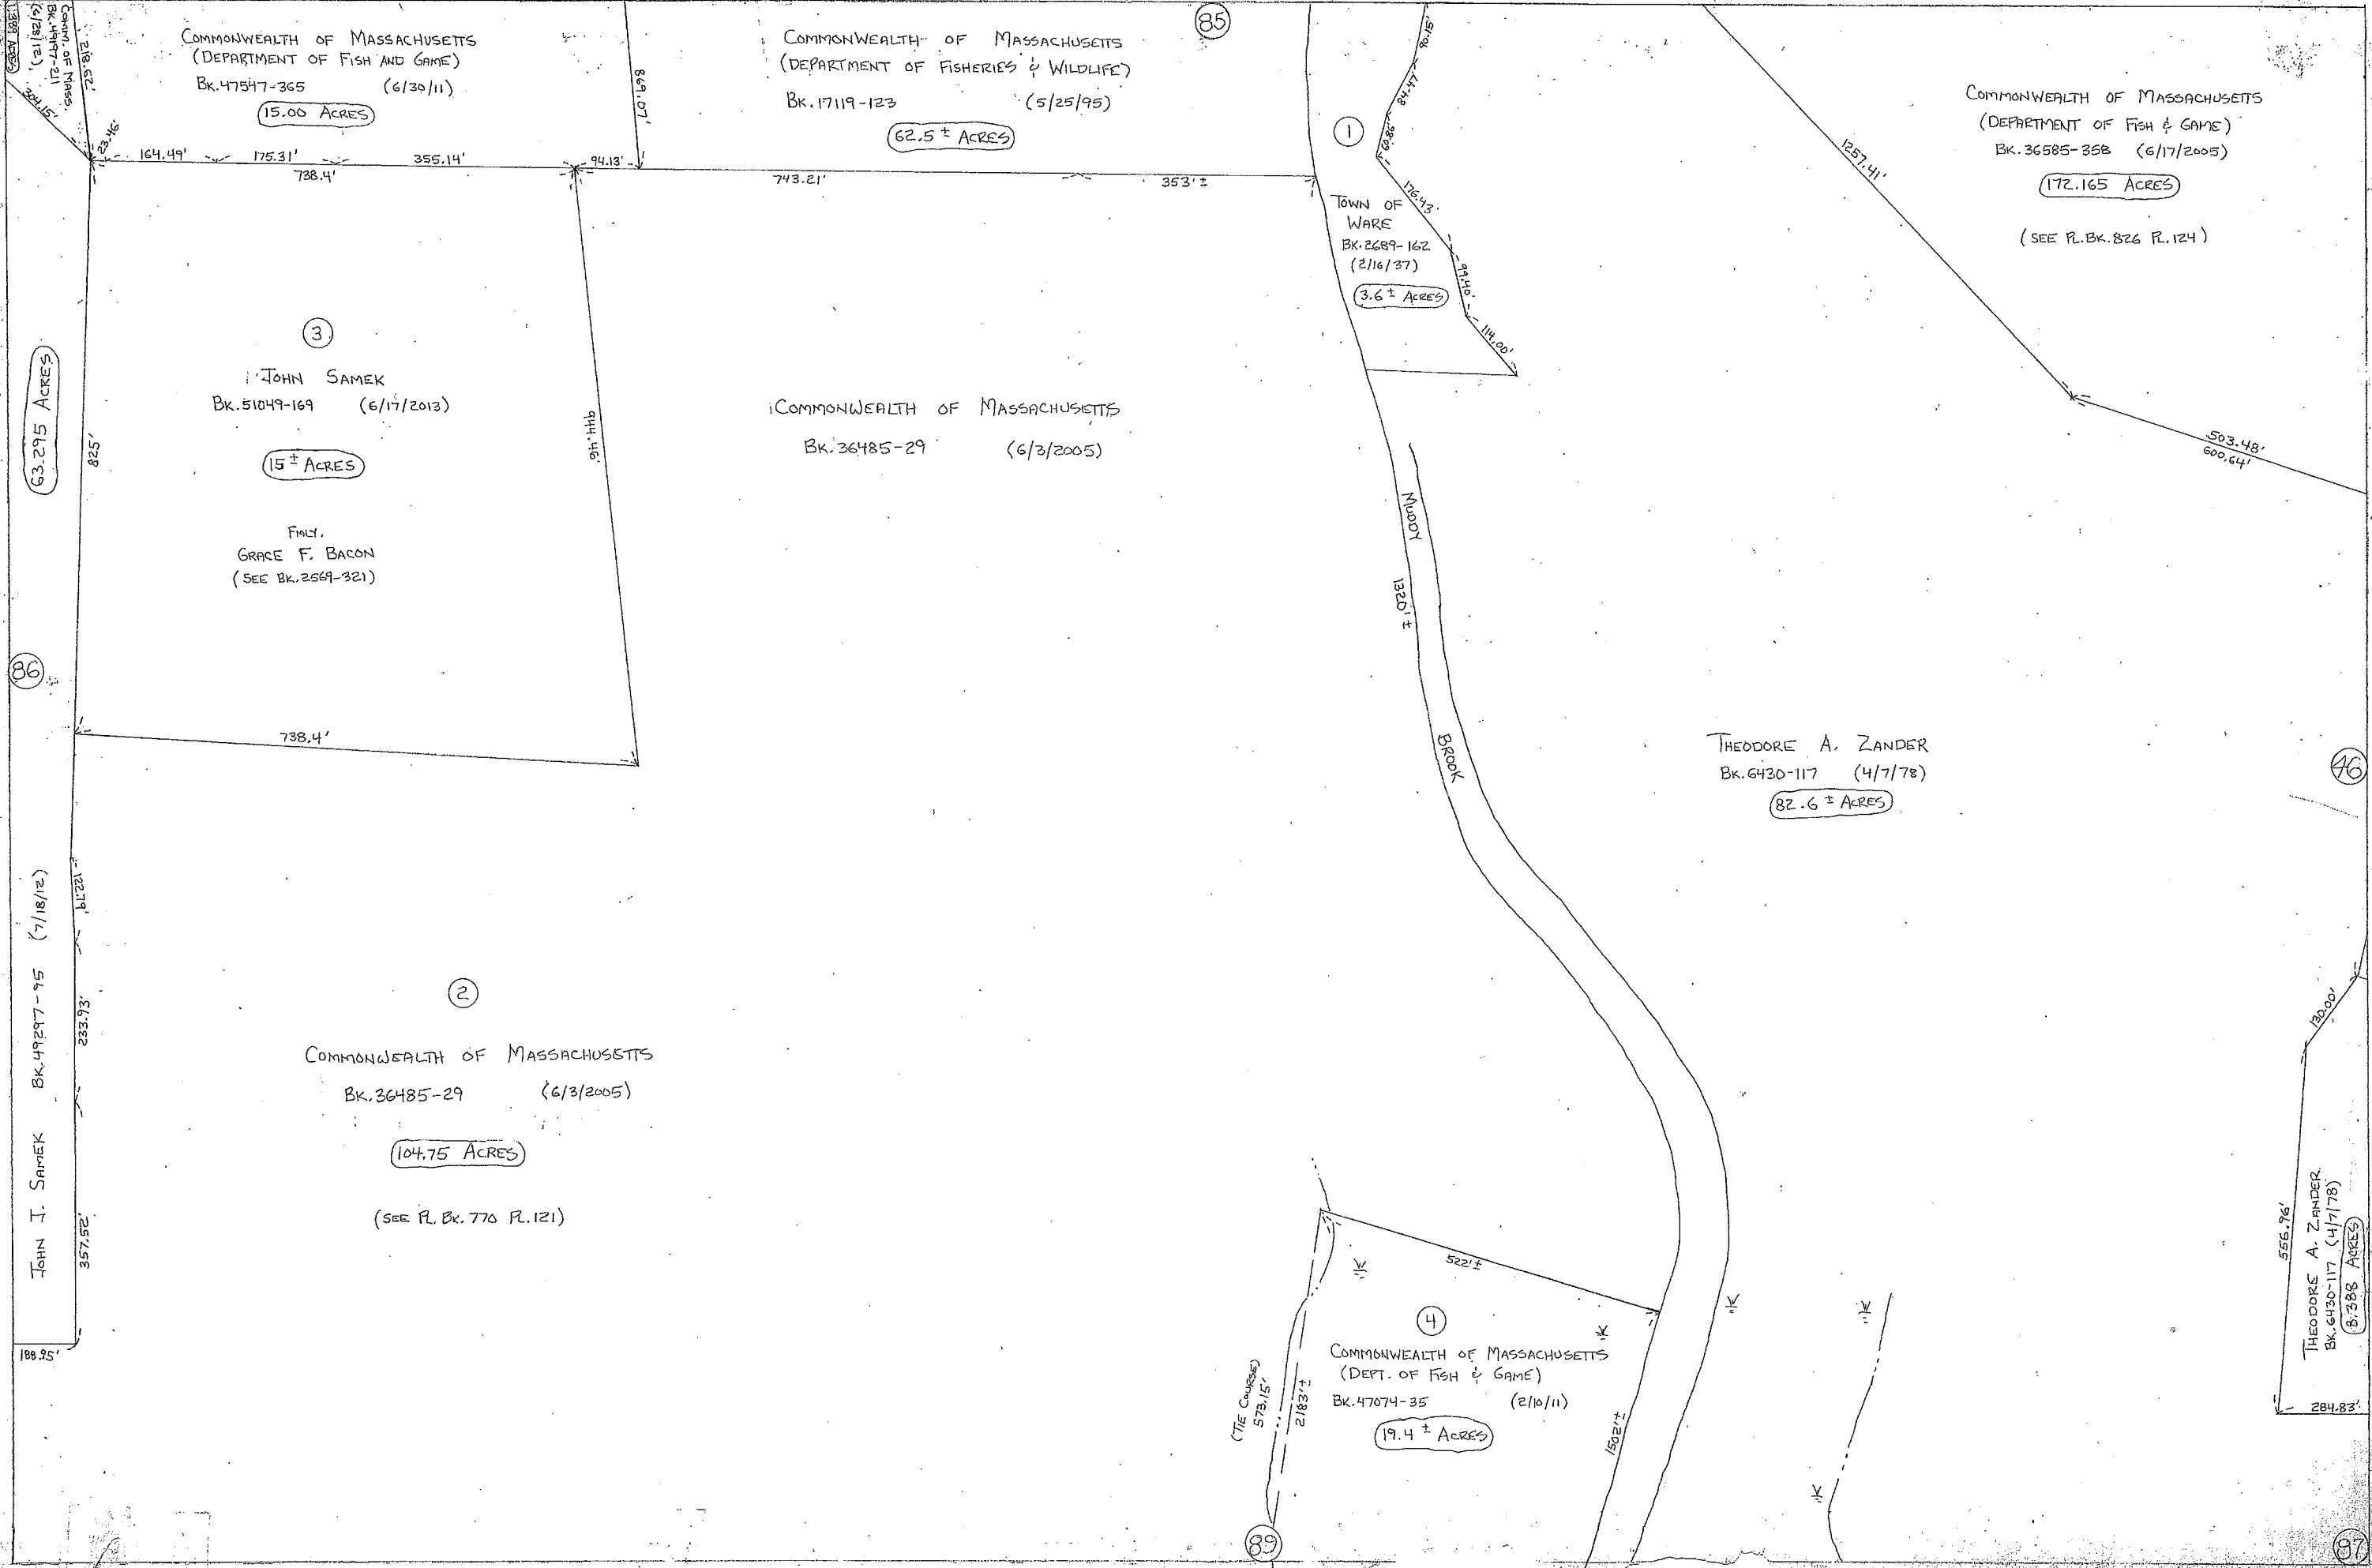 COMM. OF MASS.
BK.49197-211
(6/28/12)
218.52'
304.15'
23.46'
COMMONWEALTH OF MASSACHUSETTS
(DEPARTMENT OF FISH AND GAME)
BK.47547-365 (6/30/11)
15.00 ACRES
869.07'
COMMONWEALTH OF MASSACHUSETTS
(DEPARTMENT OF FISHERIES & WILDLIFE)
BK.17119-123 (5/25/95)
62.5 ± ACRES
85
90.15'
84.47'
60.86'
1
TOWN OF
WARE
BK.2689-162
(2/16/37)
3.6 ± ACRES
176.43'
99.40'
114.00'
1257.41'
COMMONWEALTH OF MASSACHUSETTS
(DEPARTMENT OF FISH & GAME)
BK.36585-358 (6/17/2005)
172.165 ACRES
(SEE PL.BK.826 PL.124)
503.48'
600.64'
164.49' 175.31' 355.14' 94.13'
738.4' 743.21' 353' ±
3
JOHN SAMEK
BK.51049-169 (6/17/2013)
15 ± ACRES
FMLY.
GRACE F. BACON
(SEE BK.2569-321)
63.295 ACRES
825'
944.46'
738.4'
86
COMMONWEALTH OF MASSACHUSETTS
BK.36485-29 (6/3/2005)
MUDDY
BROOK
1320' ±
THEODORE A. ZANDER
BK.6430-117 (4/7/78)
82.6 ± ACRES
46
JOHN I. SAMEK BK.49297-95 (7/18/12)
122.79'
233.93'
357.52'
188.95'
2
COMMONWEALTH OF MASSACHUSETTS
BK.36485-29 (6/3/2005)
104.75 ACRES
(SEE PL.BK.770 PL.121)
522' ±
4
COMMONWEALTH OF MASSACHUSETTS
(DEPT. OF FISH & GAME)
BK.47074-35 (2/10/11)
19.4 ± ACRES
(TIE COURSE)
573.15'
2183' ±
1502' ±
130.00'
556.96'
THEODORE A. ZANDER
BK.6430-117 (4/7/78)
8.388 ACRES
284.83'
89
87